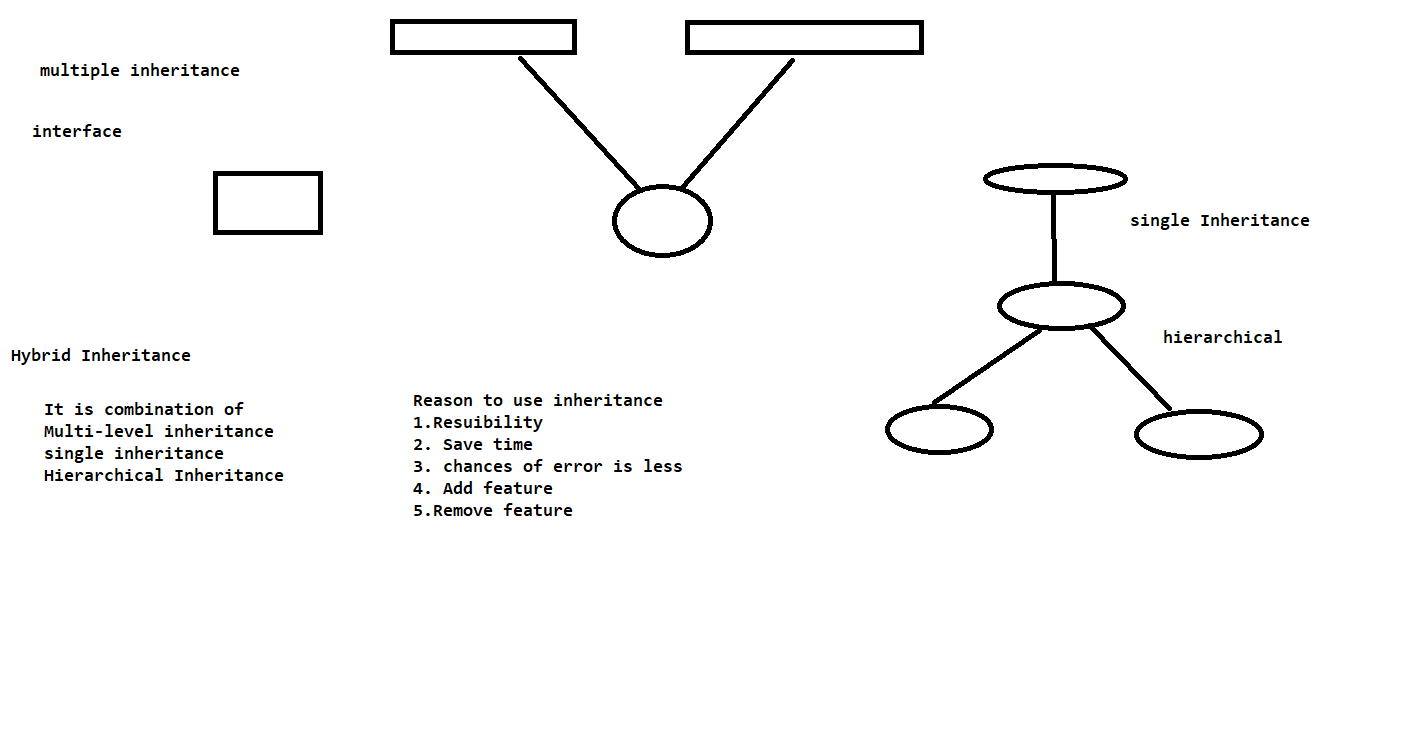 multiple inheritance
interface
single Inheritance
hierarchical
Hybrid Inheritance
It is combination of
Multi-level inheritance
single inheritance
Hierarchical Inheritance
Reason to use inheritance
1.Resuibility
2. Save time
3. chances of error is less
4. Add feature
5.Remove feature